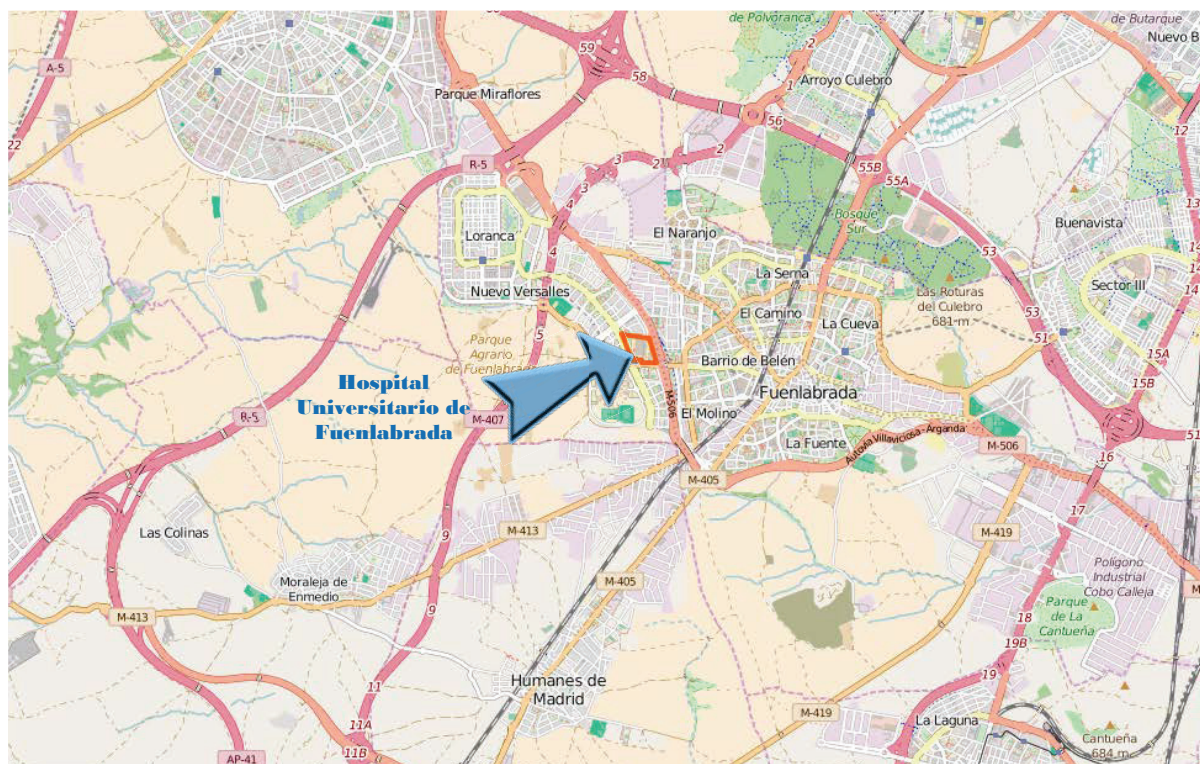 de Polvoranca
de Butarque
Nuevo B
A-5
59
58
2
1
Arroyo Culebro
Parque Miraflores
56
12
22
R-5
3
3
2
2
55B
55A
4
13
Loranca
El Naranjo
Bosque
Sur
Buenavista
4
53
14
La Serna
Sector III
Nuevo Versalles
Las Roturas
del Culebro
681 m
53
El Camino
La Cueva
5
51
Parque
Agrario
de Fuenlabrada
Barrio de Belén
15A
Hospital
Universitario de
Fuenlabrada
Fuenlabrada
15B
M-506
R-5
M-407
El Molino
La Fuente
Autovía Villaviciosa - Arganda
M-506
51
16
M-405
17
Las Colinas
M-413
9
M-419
Moraleja de
Enmedio
M-405
Polígono
Industrial
Cobo Calleja
9
M-413
Parque
de La
Cantueña
18
19B
Humanes de
Madrid
11
19
M-419
La Laguna
11A
11B
Cantueña
684 m
AP-41